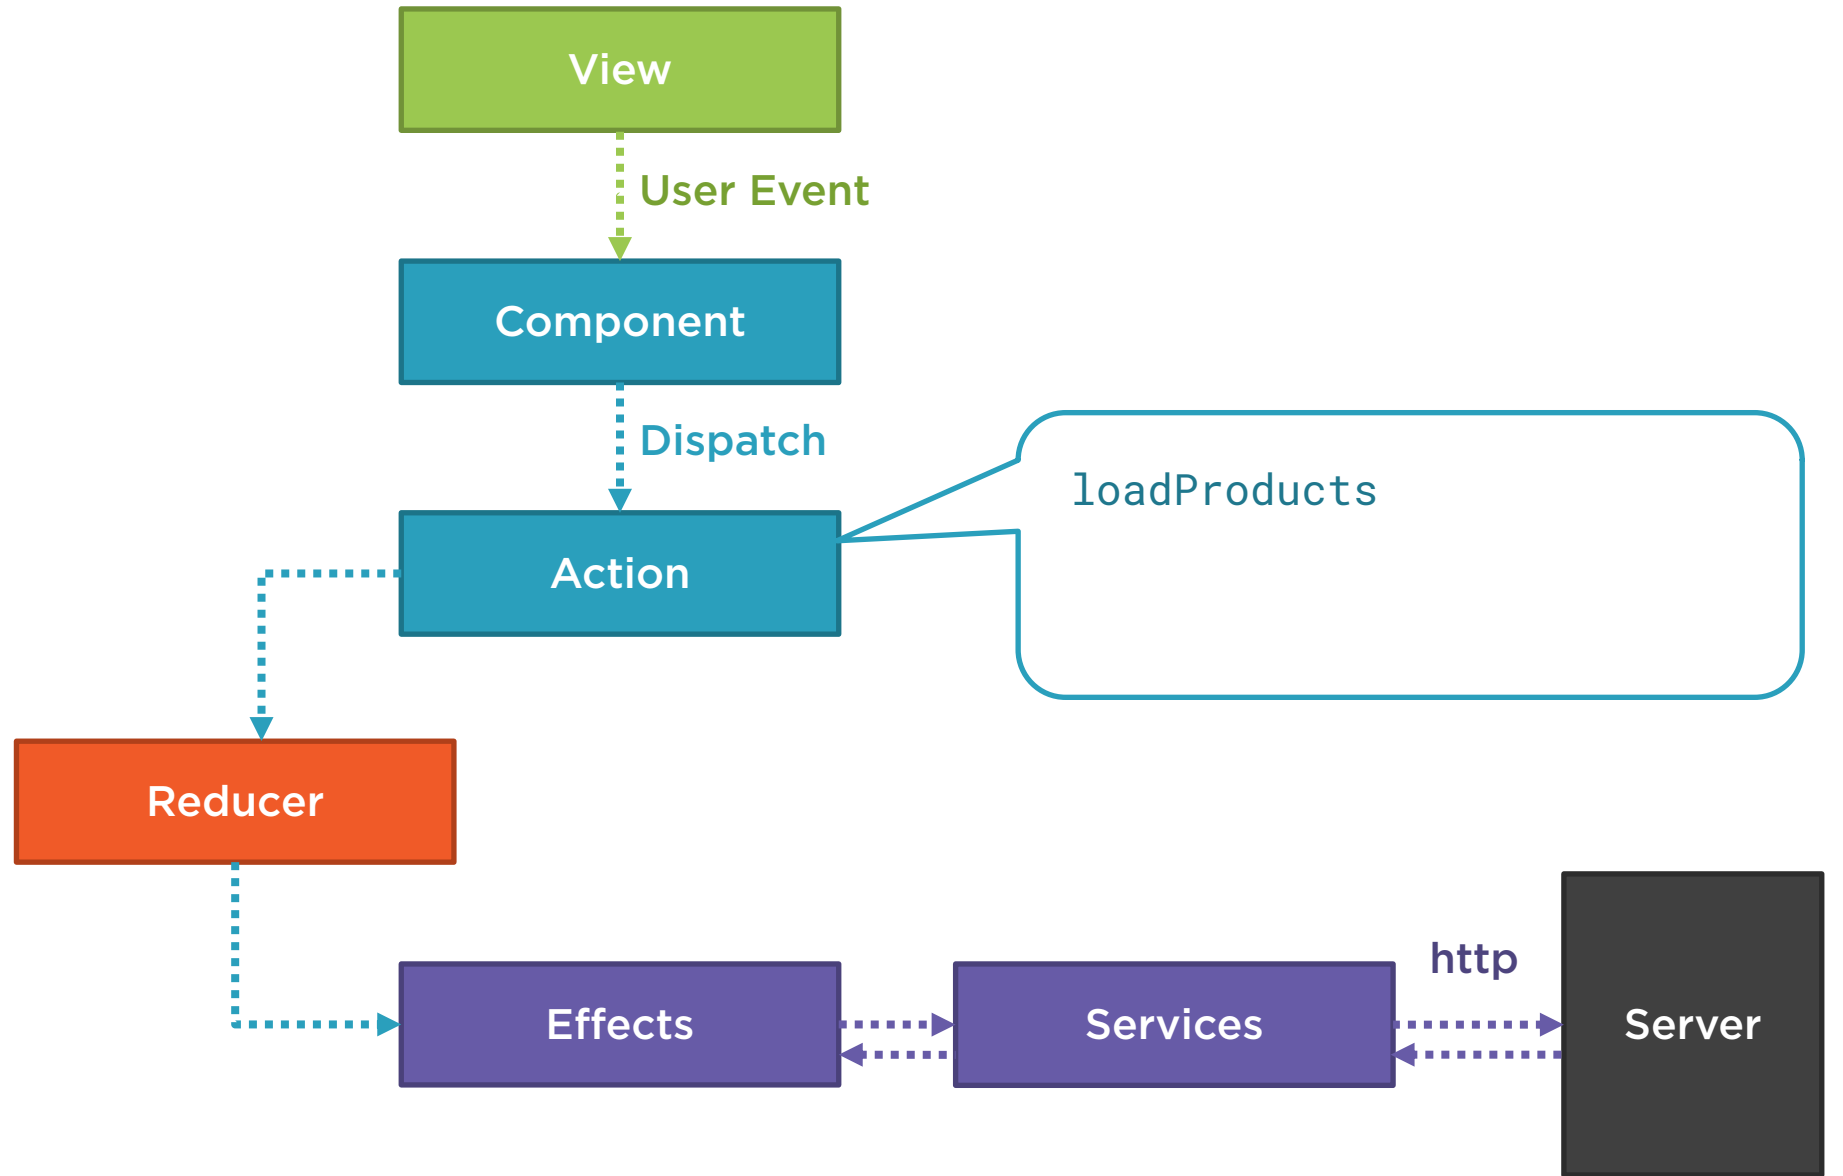 View
User Event
Component
Dispatch
loadProducts
Action
Reducer
http
Effects
Services
Server